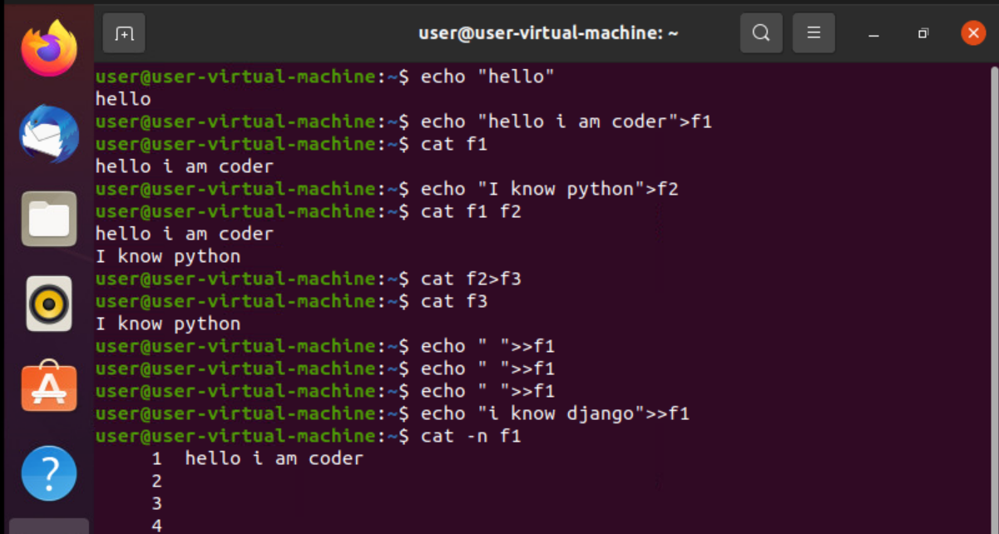 user@user-virtual-machine: ~
user@user-virtual-machine:~$ echo "hello"
hello
user@user-virtual-machine:~$ echo "hello i am coder">f1
user@user-virtual-machine:~$ cat f1
hello i am coder
user@user-virtual-machine:~$ echo "I know python">f2
user@user-virtual-machine:~$ cat f1 f2
hello i am coder
I know python
user@user-virtual-machine:~$ cat f2>f3
user@user-virtual-machine:~$ cat f3
I know python
user@user-virtual-machine:~$ echo " ">>f1
user@user-virtual-machine:~$ echo " ">>f1
user@user-virtual-machine:~$ echo " ">>f1
user@user-virtual-machine:~$ echo "i know django">>f1
user@user-virtual-machine:~$ cat -n f1
1 hello i am coder
2
3
4